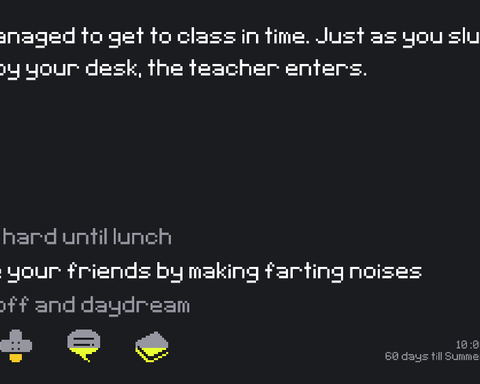 anaged to get to class in time. Just as you slu
by your desk, the teacher enters.
hard until lunch
your friends by making farting noises
off and daydream
10:0
60 days till Summe